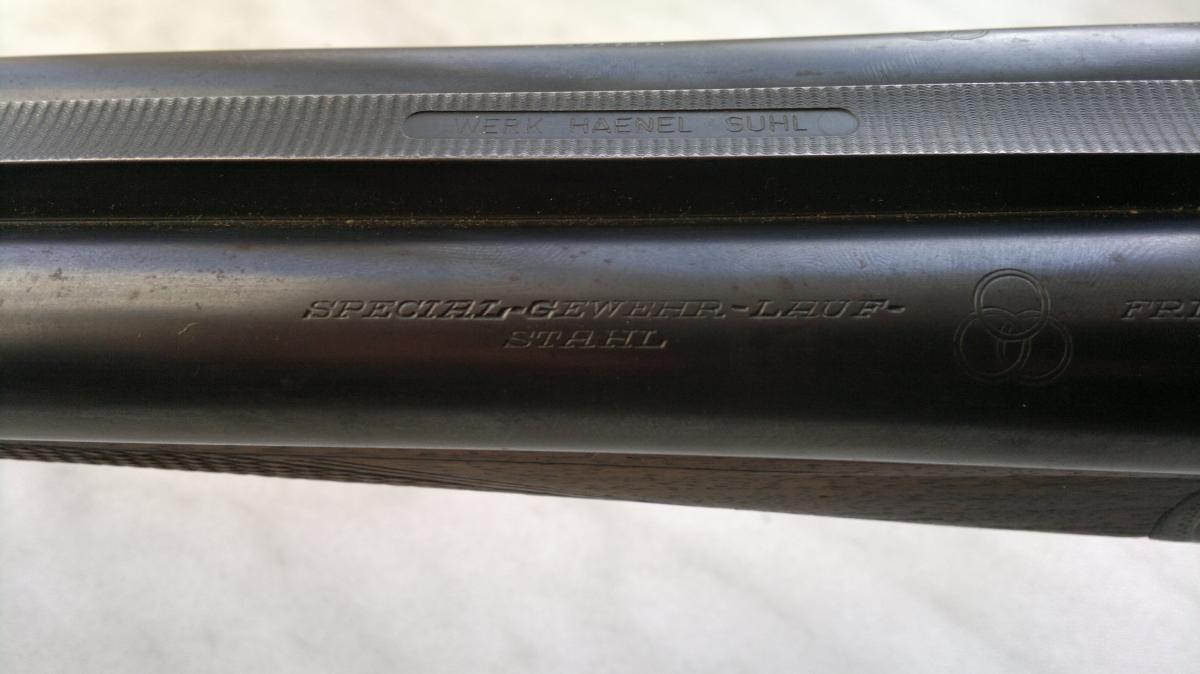 WERK HAENEL SUHL
SPECIAL-GEWEHR-LAUF-
STAHL